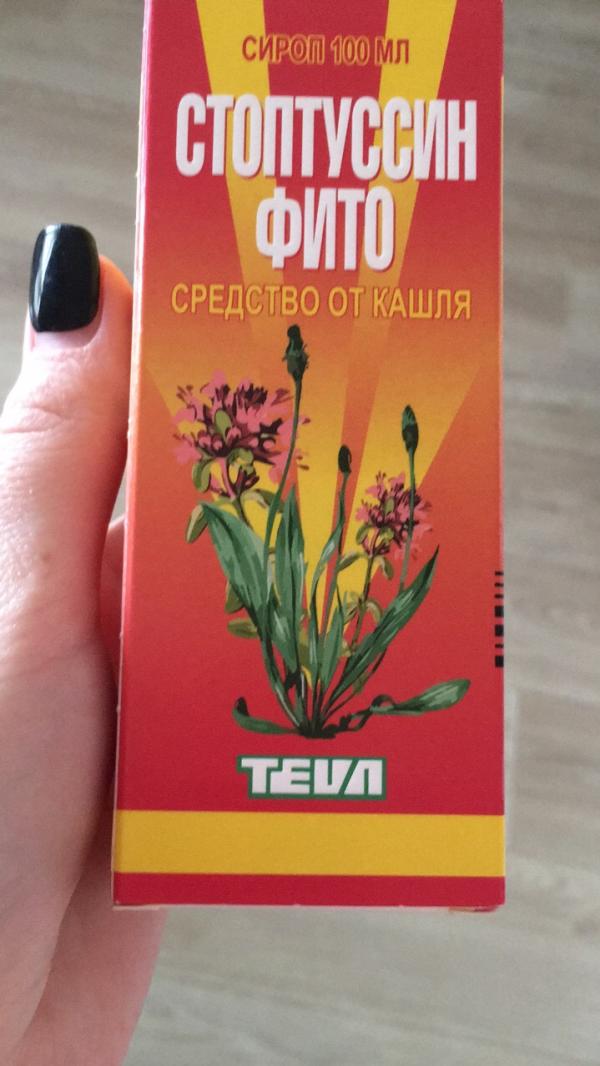 СИРОП 100 МЛ
СТОПТУССИН
ФИТО
СРЕДСТВО ОТ КАШЛЯ
TEVA